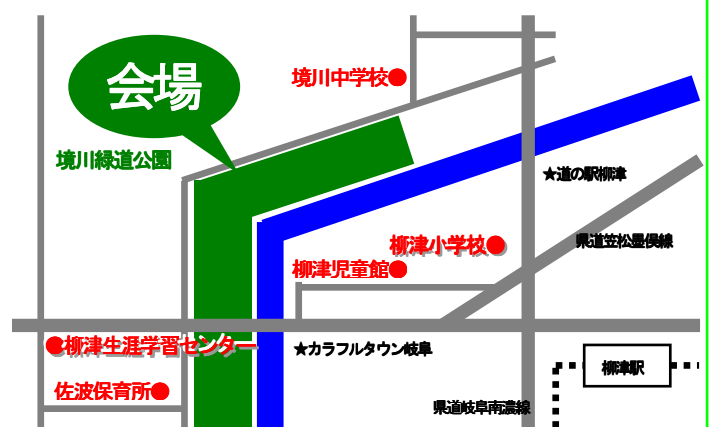 会場
境川中学校●
境川緑道公園
★道の駅柳津
柳津小学校●
県道笠松墨俣線
柳津児童館●
●柳津生涯学習センター
★カラフルタウン岐阜
柳津駅
佐波保育所●
県道岐阜南濃線